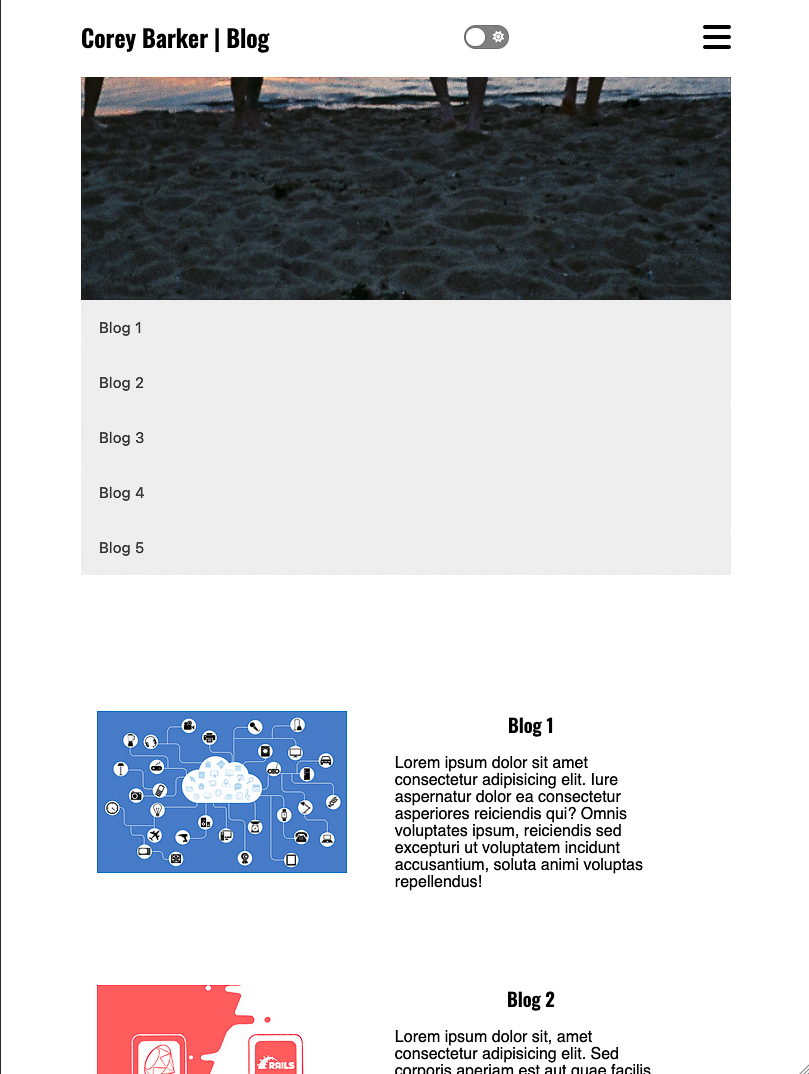 Corey Barker | Blog
Blog 1
Blog 2
Blog 3
Blog 4
Blog 5
Blog 1
Lorem ipsum dolor sit amet
consectetur adipisicing elit. Iure
aspernatur dolor ea consectetur
asperiores reiciendis qui? Omnis
voluptates ipsum, reiciendis sed
excepturi ut voluptatem incidunt
accusantium, soluta animi voluptas
repellendus!
Blog 2
RAILS
Lorem ipsum dolor sit, amet
consectetur adipisicing elit. Sed
corporis aperiam est aut quae facilis